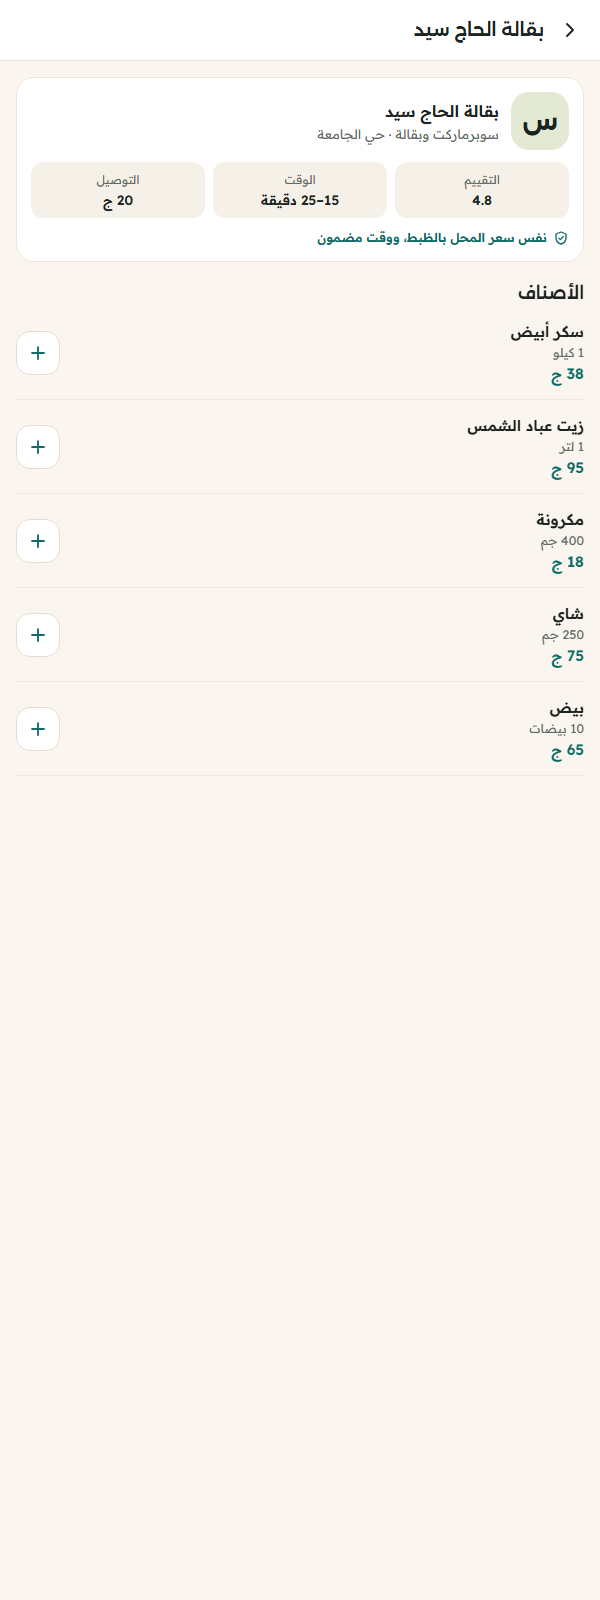 بقالة الحاج سيد
س
بقالة الحاج سيد
سوبرماركت وبقالة · حي الجامعة
التقييم
4.8
الوقت
15–25 دقيقة
التوصيل
20 ج
نفس سعر المحل بالظبط، ووقت مضمون
الأصناف
سكر أبيض
1 كيلو
38 ج
زيت عباد الشمس
1 لتر
95 ج
مكرونة
400 جم
18 ج
شاي
250 جم
75 ج
بيض
10 بيضات
65 ج